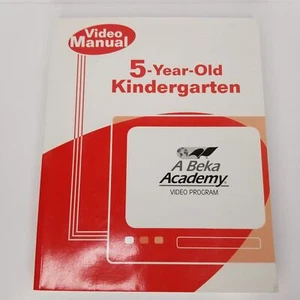 Video
Manual
5-Year-Old
Kindergarten
A Beka
Academy
VIDEO PROGRAM